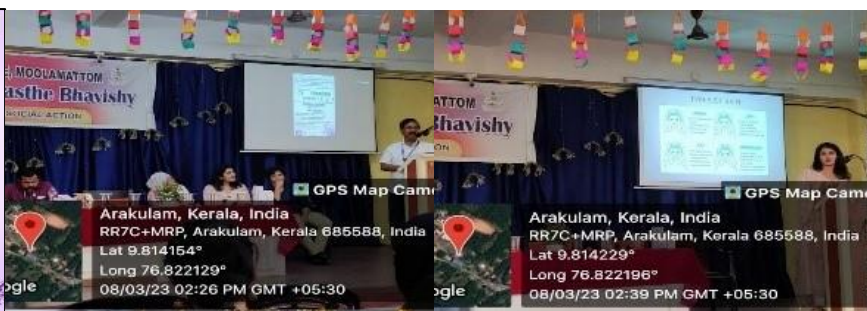 E, MOOLAMATTOM
asthe Bhavishy
SOCIAL ACTION
GPS Map Came
Arakulam, Kerala, India
RR7C+MRP, Arakulam, Kerala 685588, India
Lat 9.814154°
Long 76.822129°
08/03/23 02:26 PM GMT +05:30
ogle
ATTOM
Bhavishy
ON
GPS Map Came
Arakulam, Kerala, India
RR7C+MRP, Arakulam, Kerala 685588, India
Lat 9.814229°
Long 76.822196°
08/03/23 02:39 PM GMT +05:30
ogle